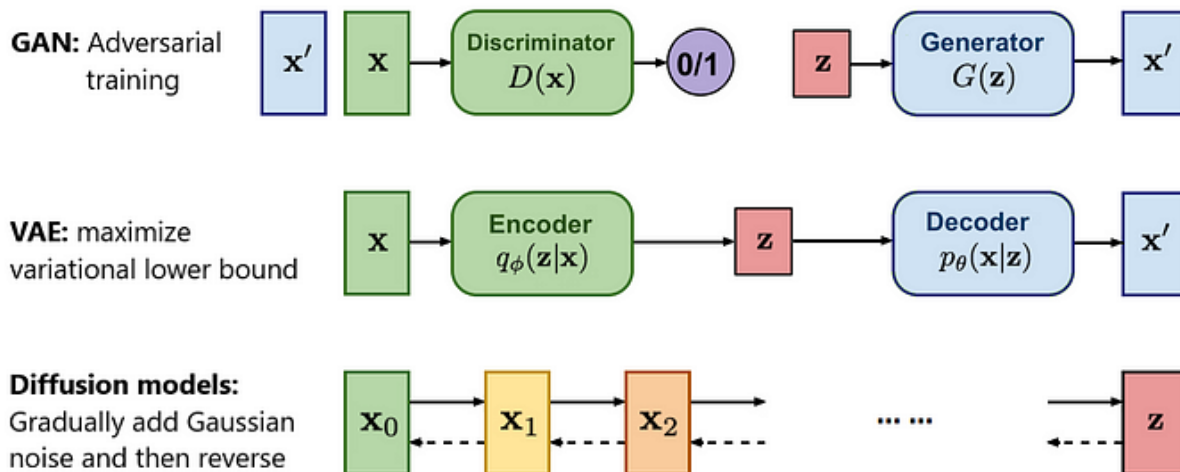 GAN: Adversarial
training
x′
x
Discriminator
D(x)
0/1
z
Generator
G(z)
x′
VAE: maximize
variational lower bound
x
Encoder
qϕ(z|x)
z
Decoder
pθ(x|z)
x′
Diffusion models:
Gradually add Gaussian
noise and then reverse
x0
x1
x2
... ...
z